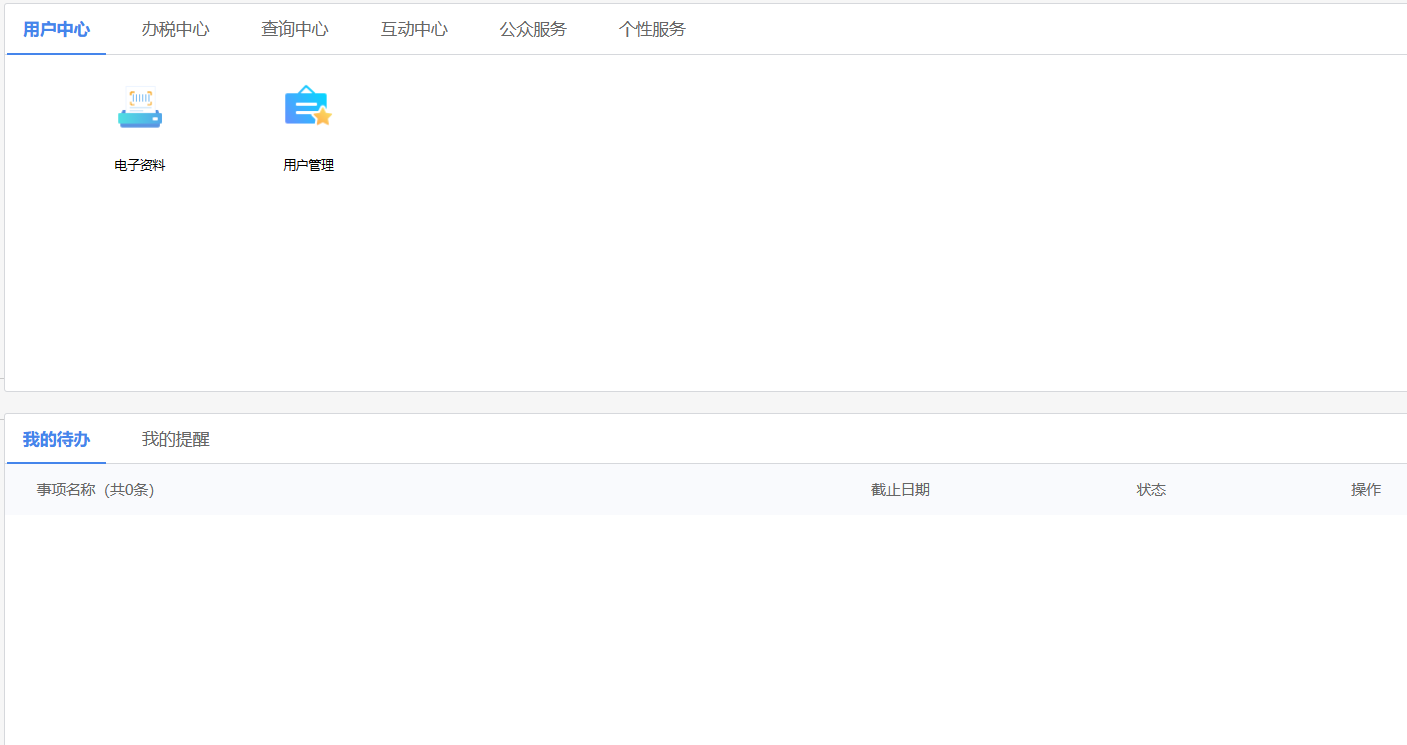 用户中心 办税中心 查询中心 互动中心 公众服务 个性服务
电子资料 用户管理
我的待办 我的提醒
事项名称 (共0条) 截止日期 状态 操作